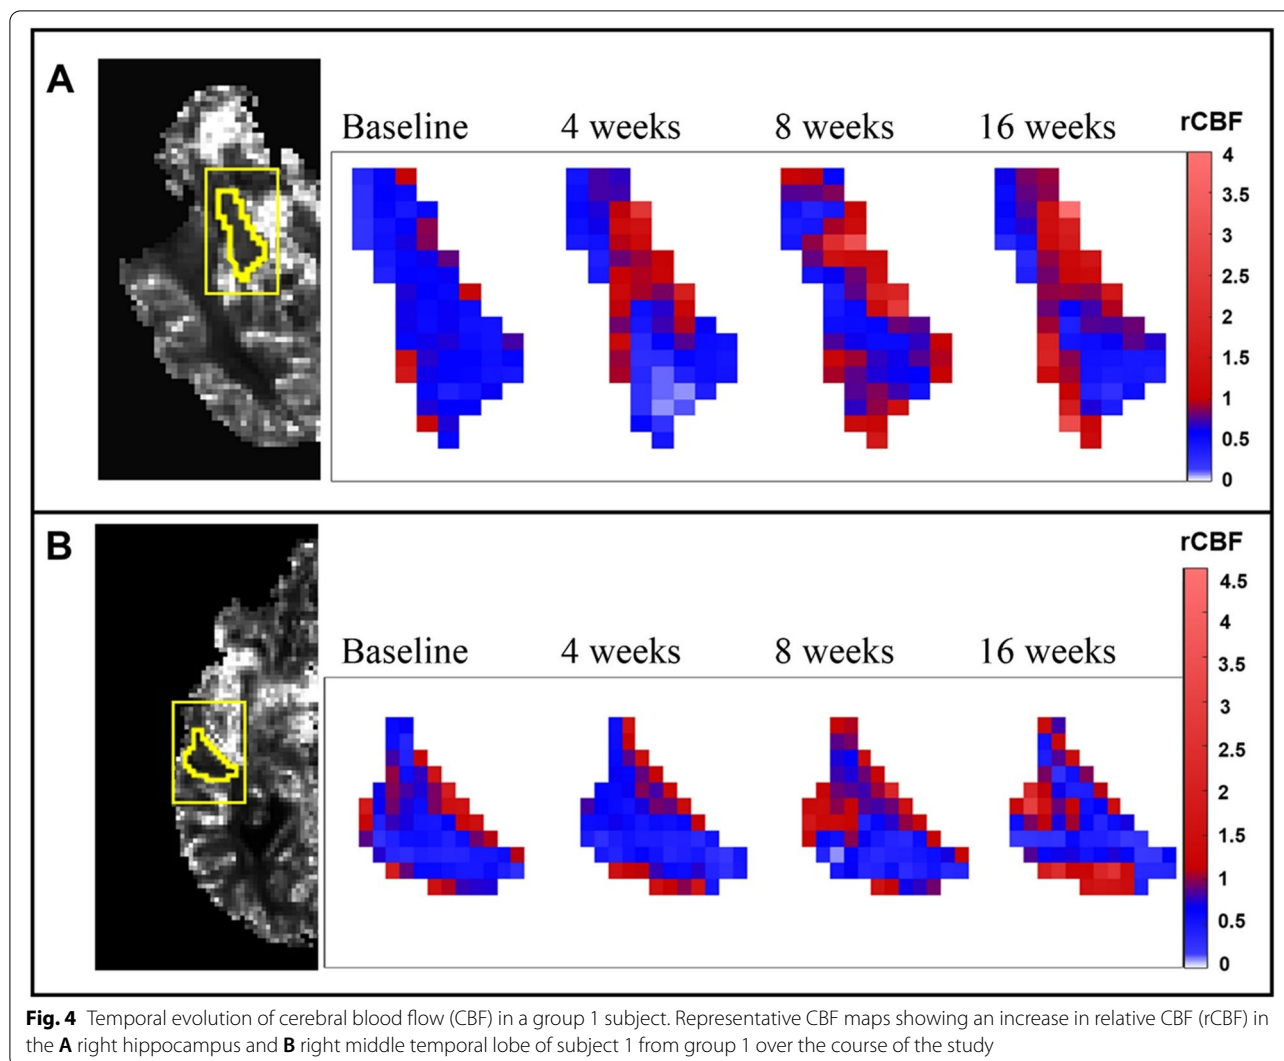 A
Baseline 4 weeks 8 weeks 16 weeks rCBF
4
3.5
3
2.5
2
1.5
1
0.5
0
B
rCBF
Baseline 4 weeks 8 weeks 16 weeks
4.5
4
3.5
3
2.5
2
1.5
1
0.5
0
Fig. 4 Temporal evolution of cerebral blood flow (CBF) in a group 1 subject. Representative CBF maps showing an increase in relative CBF (rCBF) in
the A right hippocampus and B right middle temporal lobe of subject 1 from group 1 over the course of the study